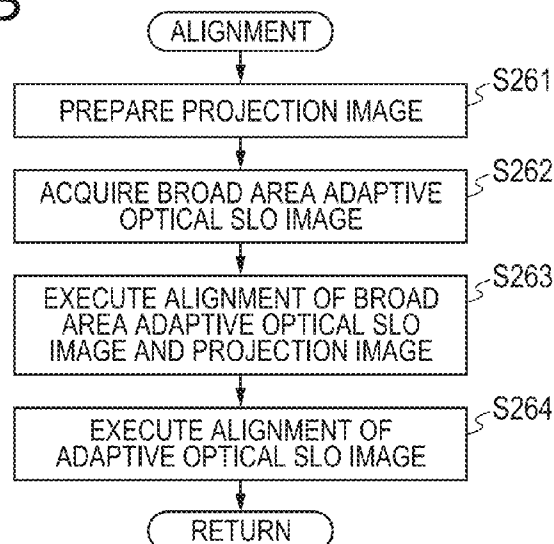 ALIGNMENT
PREPARE PROJECTION IMAGE
S261
ACQUIRE BROAD AREA ADAPTIVE
OPTICAL SLO IMAGE
S262
EXECUTE ALIGNMENT OF BROAD
AREA ADAPTIVE OPTICAL SLO
IMAGE AND PROJECTION IMAGE
S263
EXECUTE ALIGNMENT OF
ADAPTIVE OPTICAL SLO IMAGE
S264
RETURN